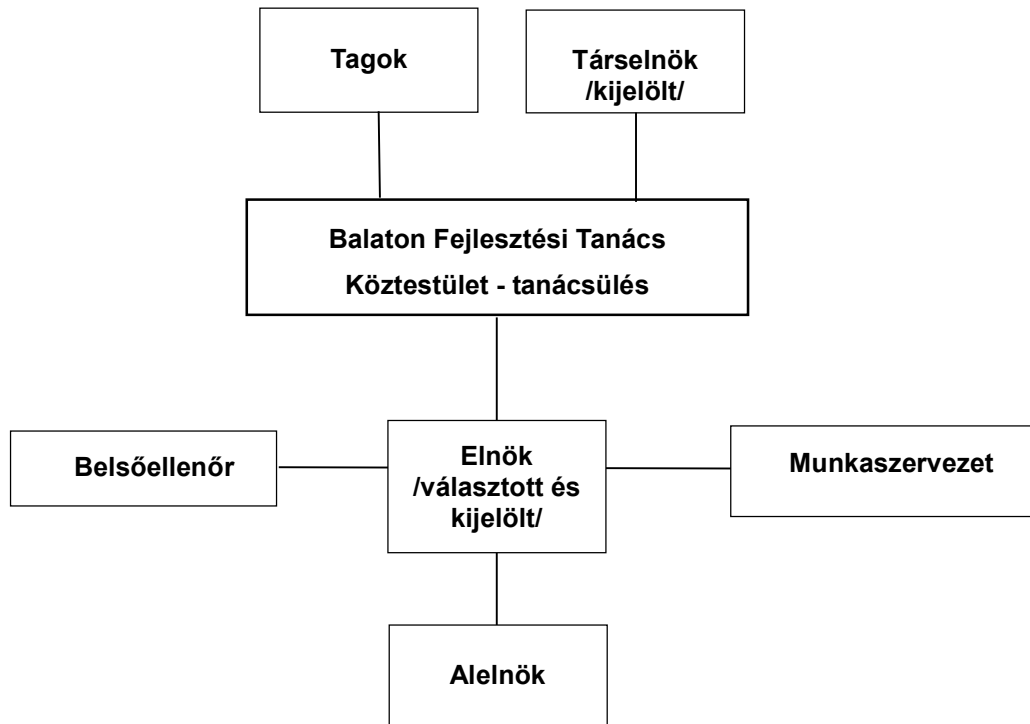 Tagok
Társelnök
/kijelölt/
Balaton Fejlesztési Tanács
Köztestület - tanácsülés
Belsőellenőr
Elnök
/választott és
kijelölt/
Munkaszervezet
Alelnök